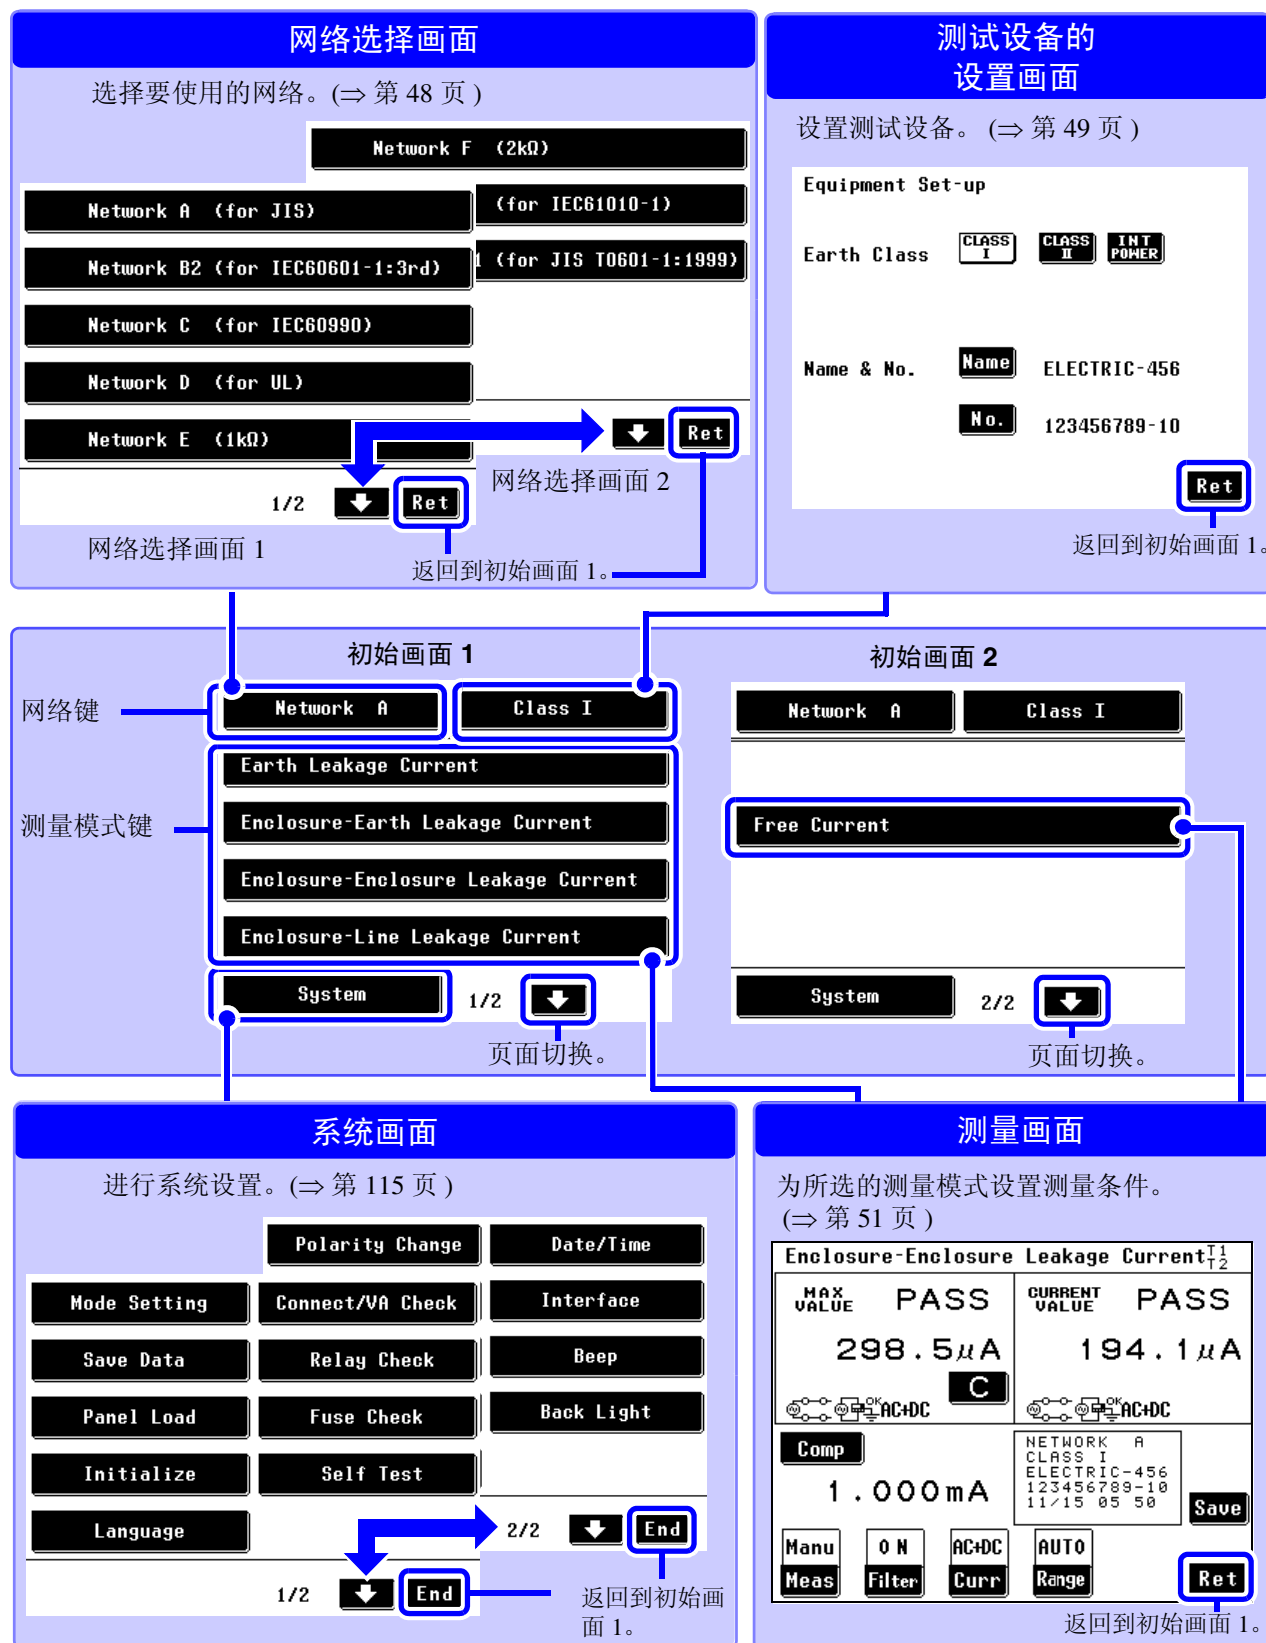 网络选择画面
选择要使用的网络。(⇒ 第 48 页 )
Network F (2kΩ)
Network A (for JIS)
(for IEC61010-1)
Network B2 (for IEC60601-1:3rd)
1 (for JIS T0601-1:1999)
Network C (for IEC60990)
Network D (for UL)
Network E (1kΩ)
Ret
网络选择画面 2
1/2
Ret
网络选择画面 1
返回到初始画面 1。
测试设备的
设置画面
设置测试设备。 (⇒ 第 49 页 )
Equipment Set-up
Earth Class
CLASS I
CLASS II
INT POWER
Name & No.
Name
ELECTRIC-456
No.
123456789-10
Ret
返回到初始画面 1。
初始画面 1
网络键
Network A
Class I
测量模式键
Earth Leakage Current
Enclosure-Earth Leakage Current
Enclosure-Enclosure Leakage Current
Enclosure-Line Leakage Current
System
1/2
页面切换。
初始画面 2
Network A
Class I
Free Current
System
2/2
页面切换。
系统画面
进行系统设置。(⇒ 第 115 页 )
Polarity Change
Date/Time
Mode Setting
Connect/VA Check
Interface
Save Data
Relay Check
Beep
Panel Load
Fuse Check
Back Light
Initialize
Self Test
Language
2/2
End
1/2
End
返回到初始画
面 1。
测量画面
为所选的测量模式设置测量条件。
(⇒ 第 51 页 )
Enclosure-Enclosure Leakage Current T1 T2
MAX VALUE
PASS
298.5μA
C
OK
AC+DC
CURRENT VALUE
PASS
194.1μA
OK
AC+DC
Comp
1.000mA
NETWORK A
CLASS I
ELECTRIC-456
123456789-10
11/15 05 50
Save
Manu
ON
AC+DC
AUTO
Meas
Filter
Curr
Range
Ret
返回到初始画面 1。